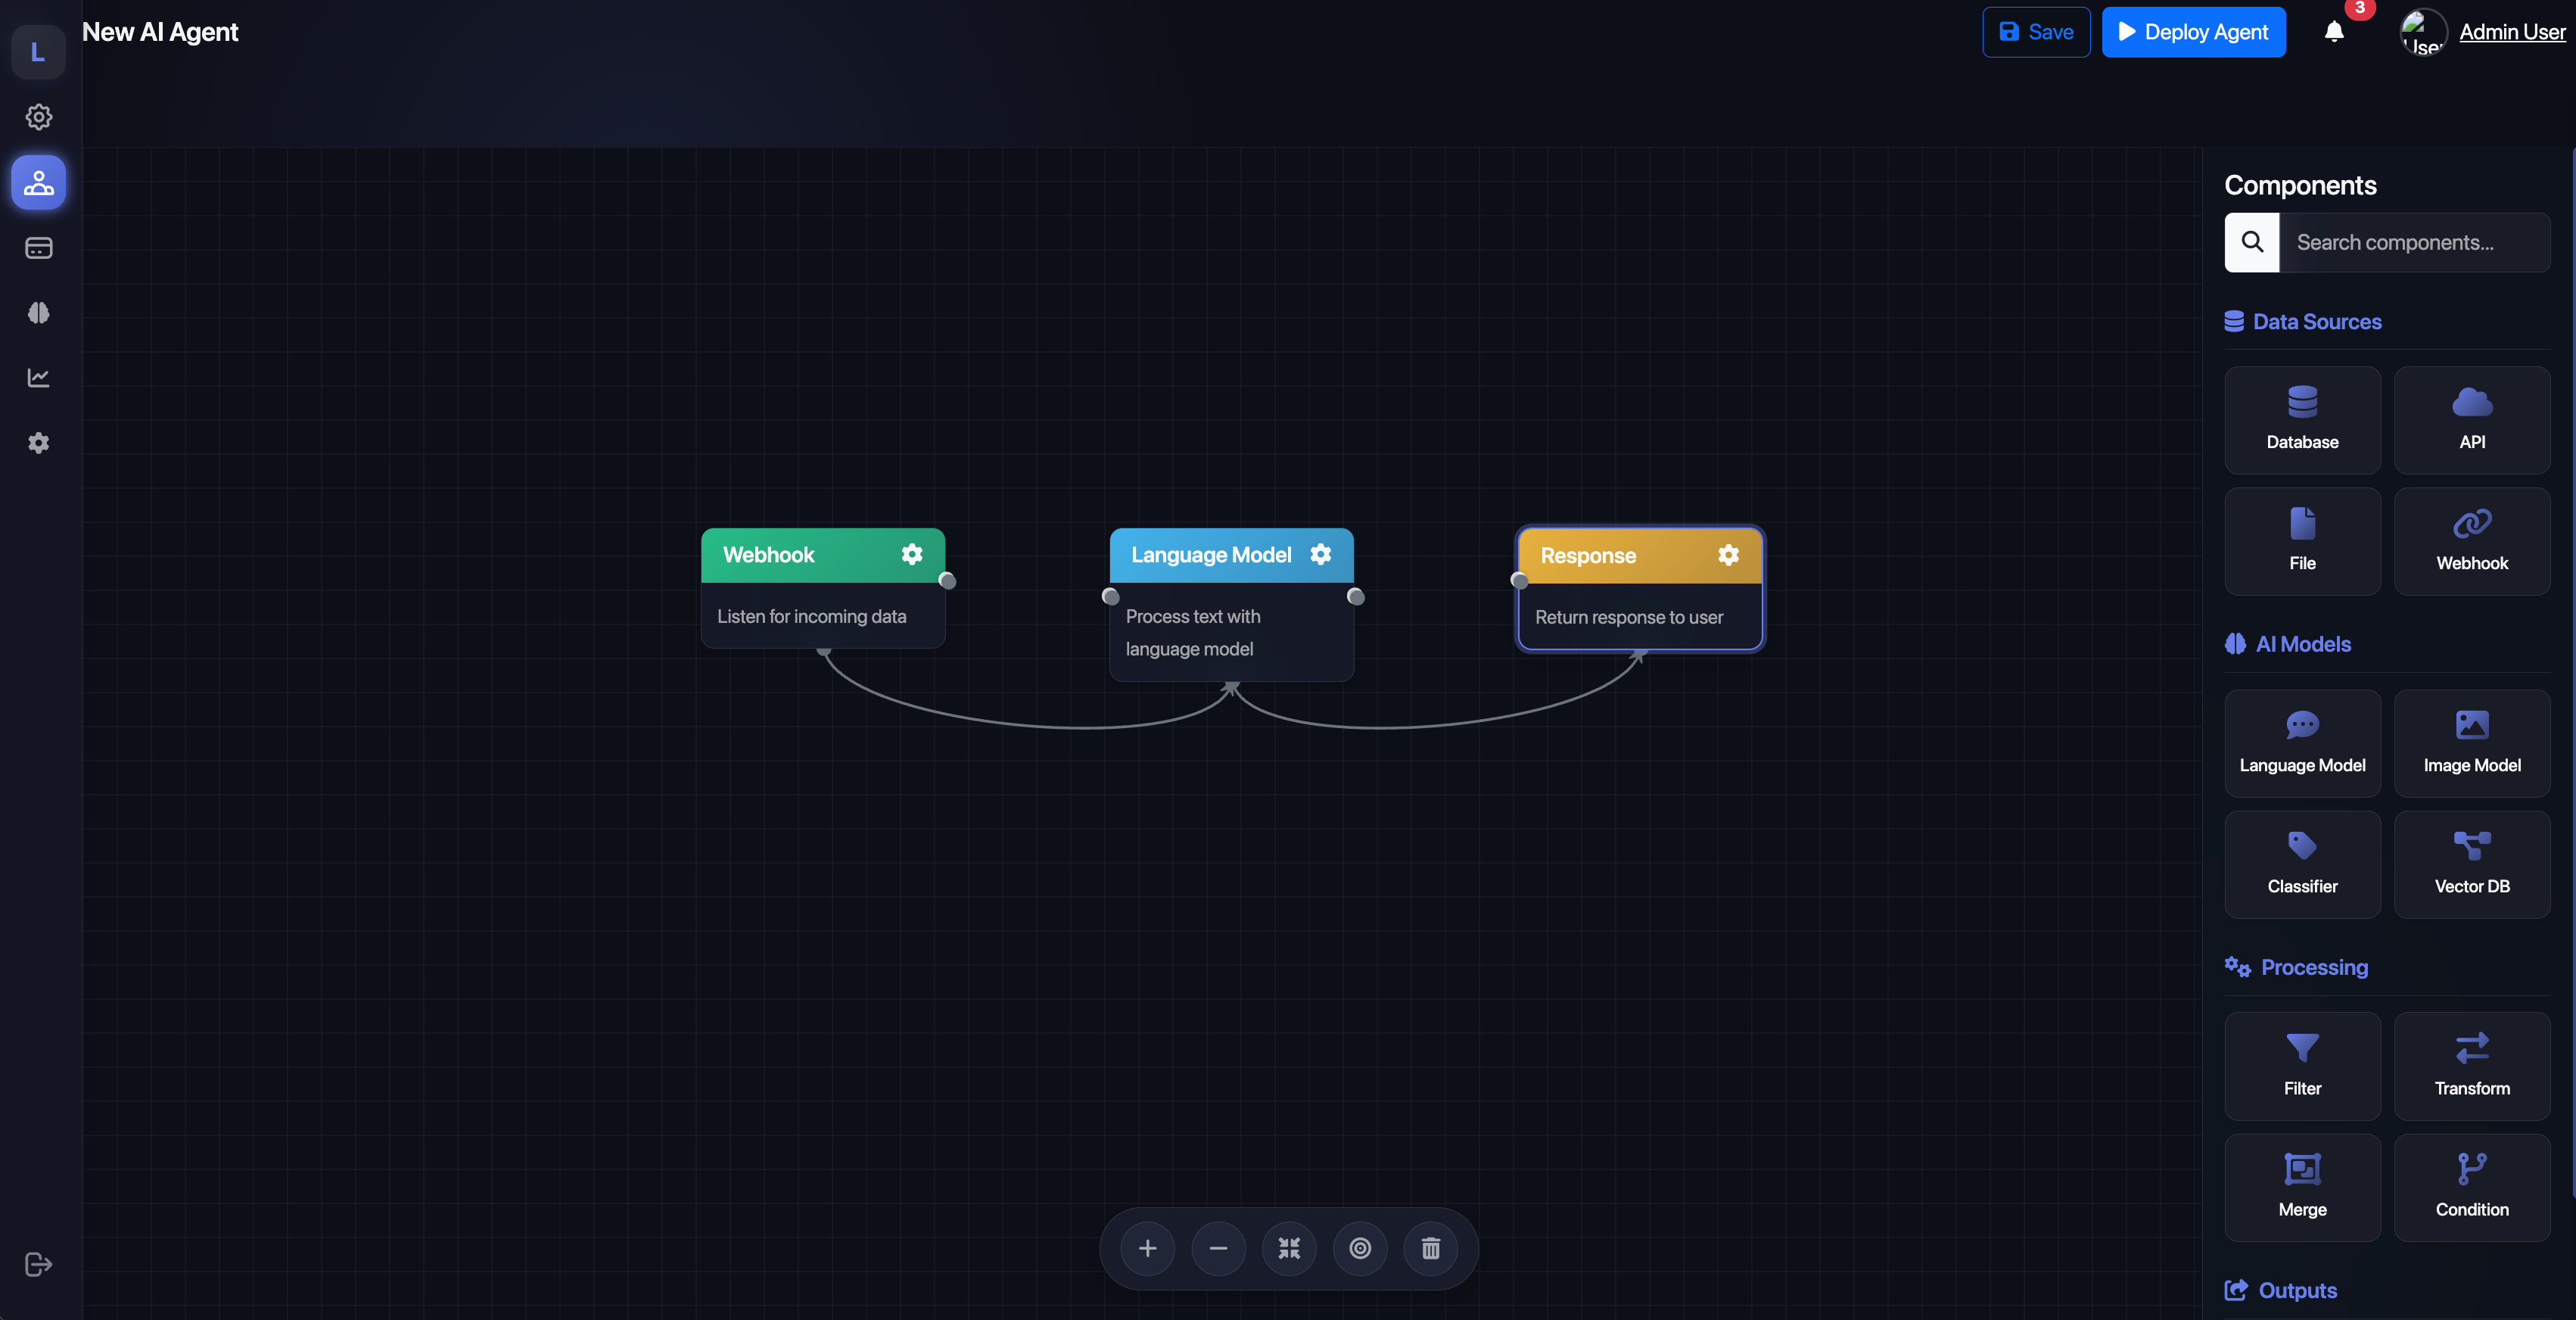 L
New AI Agent
Save
Deploy Agent
3
User
Admin User
Components
Search components...
Data Sources
Database
API
File
Webhook
AI Models
Language Model
Image Model
Classifier
Vector DB
Processing
Filter
Transform
Merge
Condition
Outputs
Webhook
Listen for incoming data
Language Model
Process text with
language model
Response
Return response to user